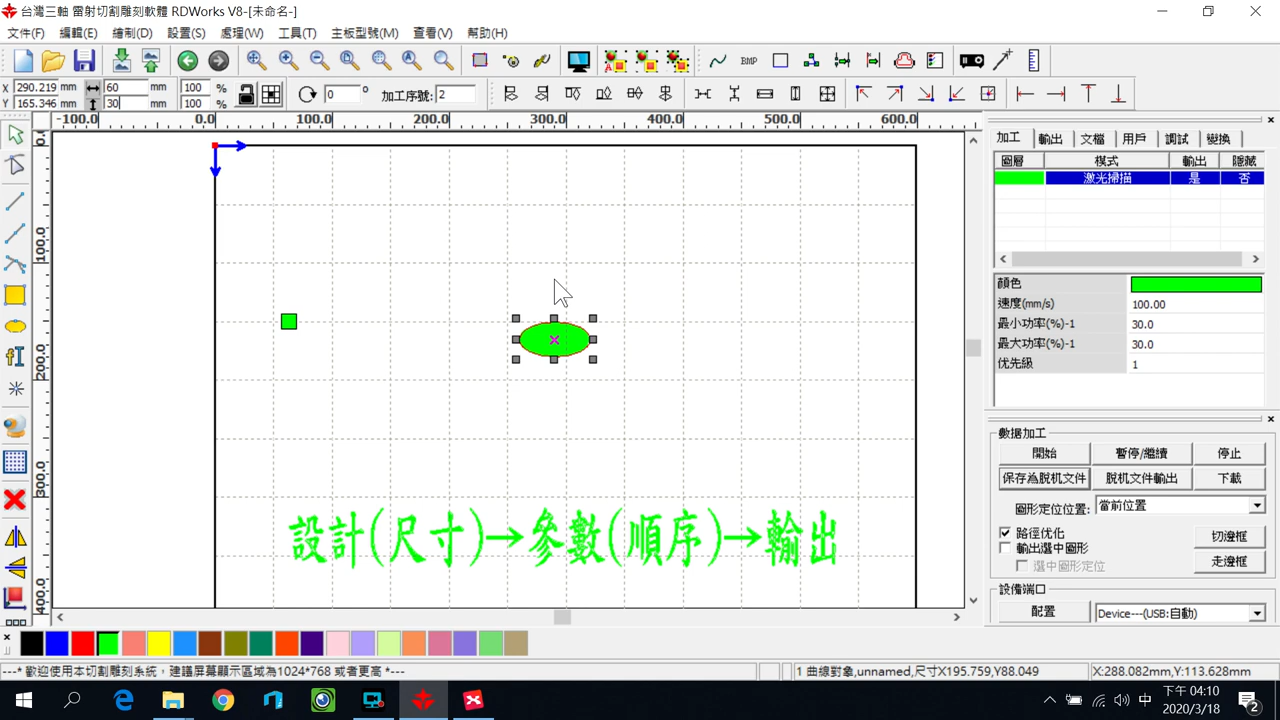 台灣三軸 雷射切割雕刻軟體 RDWorks V8-[未命名-]
文件(F) 編輯(E) 繪制(D) 設置(S) 處理(W) 工具(T) 主板型號(M) 查看(V) 幫助(H)
BMP
X 290.219 mm 60 mm 100 %
Y 165.346 mm 30 mm 100 %
0 ° 加工序號: 2
-100.0 0.0 100.0 200.0 300.0 400.0 500.0 600.0
100.0
200.0
300.0
400.0
設計(尺寸)→參數(順序)→輸出
加工 輸出 文檔 用戶 調試 變換
圖層 模式 輸出 隱藏
激光掃描 是 否
顏色
速度(mm/s) 100.00
最小功率(%)-1 30.0
最大功率(%)-1 30.0
优先級 1
數据加工
開始 暫停/繼續 停止
保存為脫机文件 脫机文件輸出 下載
圖形定位位置: 當前位置
路徑优化 切邊框
輸出選中圖形
選中圖形定位 走邊框
設備端口
配置 Device---(USB:自動)
---* 歡迎使用本切割雕刻系統，建議屏幕顯示區域為1024*768 或者更高 *---
1 曲線對象,unnamed,尺寸X195.759,Y88.049
X:288.082mm,Y:113.628mm
中 下午 04:10
2020/3/18
2